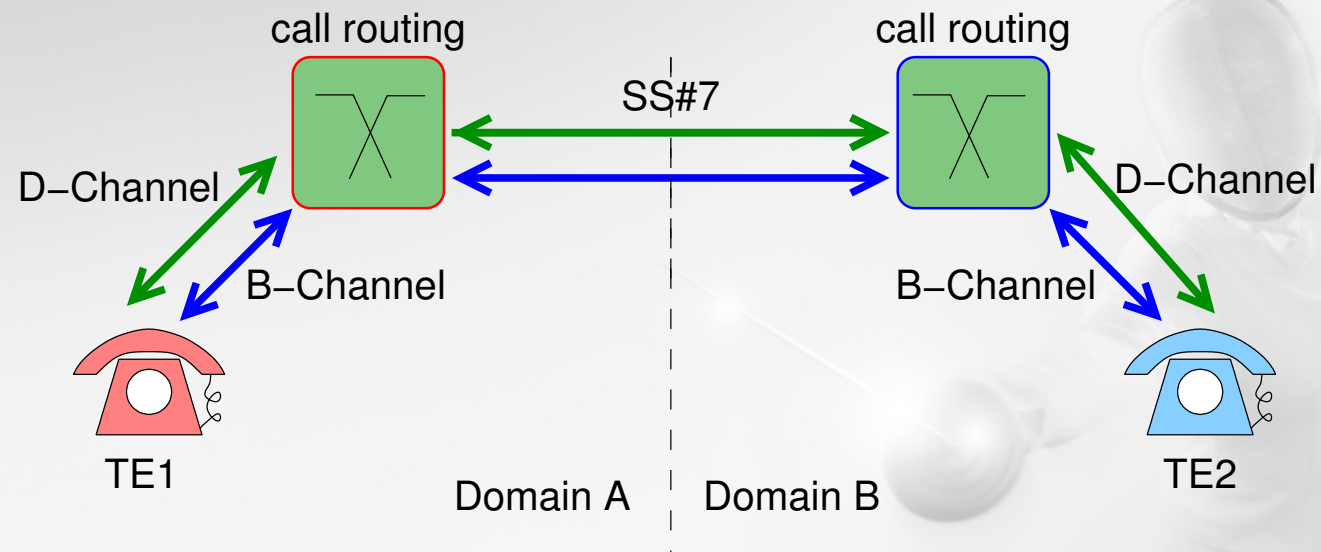 call routing
call routing
SS#7
D−Channel
D−Channel
B−Channel
B−Channel
TE1
TE2
Domain A
Domain B